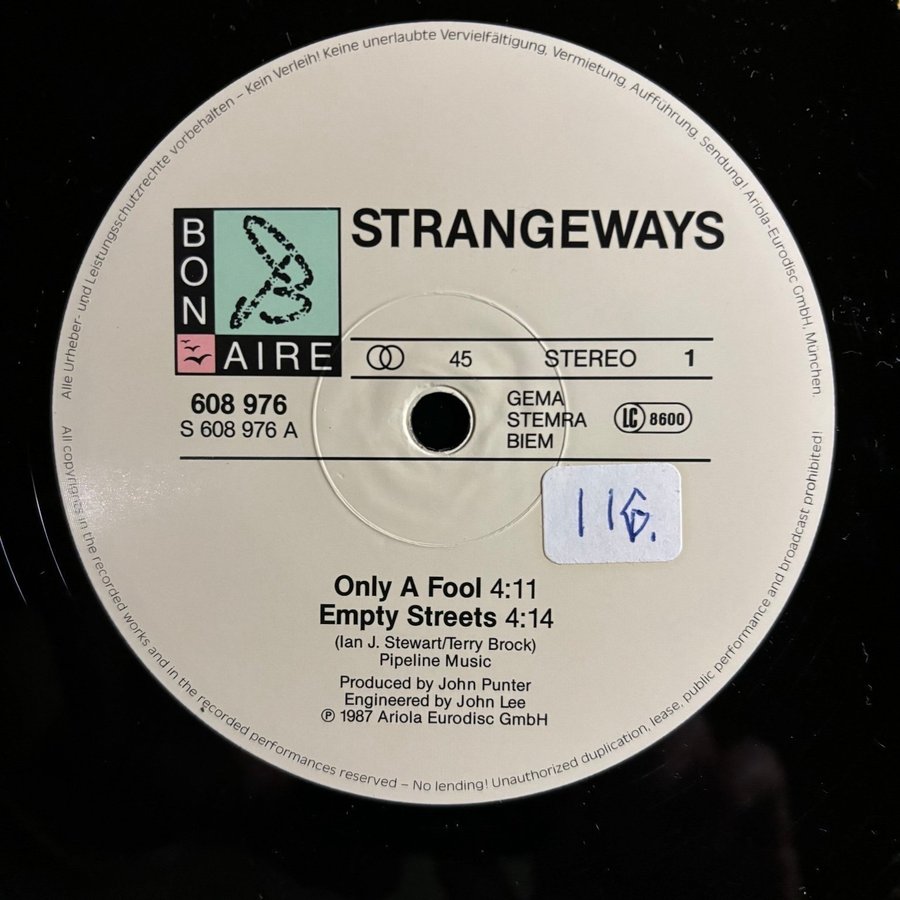 Alle Urheber- und Leistungsschutzrechte vorbehalten – Kein Verleih! Keine unerlaubte Vervielfältigung, Vermietung, Aufführung, Sendung! Ariola-Eurodisc GmbH, München.
STRANGEWAYS
BON
AIRE
45 STEREO 1
608 976
S 608 976 A
GEMA
STEMRA
BIEM
LC 8600
11G.
Only A Fool 4:11
Empty Streets 4:14
(Ian J. Stewart/Terry Brock)
Pipeline Music
Produced by John Punter
Engineered by John Lee
℗ 1987 Ariola Eurodisc GmbH
All copyrights in the recorded works and in the recorded performances reserved – No lending! Unauthorized duplication, lease, public performance and broadcast prohibited!